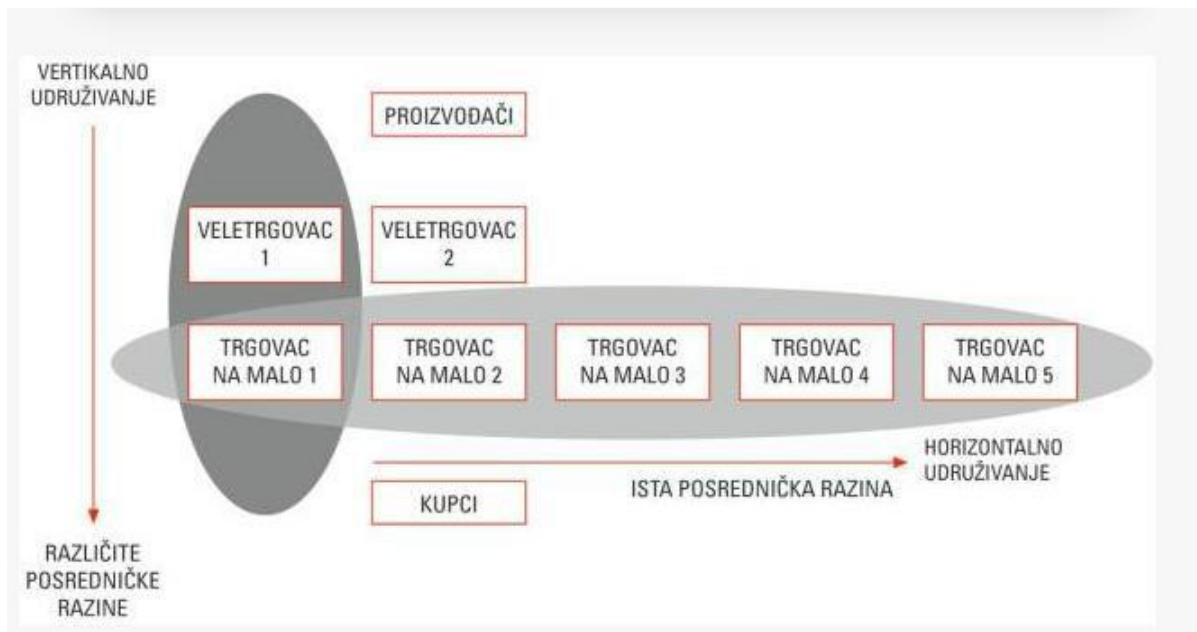 VERTIKALNO
UDRUŽIVANJE
PROIZVOĐAČI
VELETRGOVAC
1
VELETRGOVAC
2
TRGOVAC
NA MALO 1
TRGOVAC
NA MALO 2
TRGOVAC
NA MALO 3
TRGOVAC
NA MALO 4
TRGOVAC
NA MALO 5
HORIZONTALNO
UDRUŽIVANJE
ISTA POSREDNIČKA RAZINA
KUPCI
RAZLIČITE
POSREDNIČKE
RAZINE